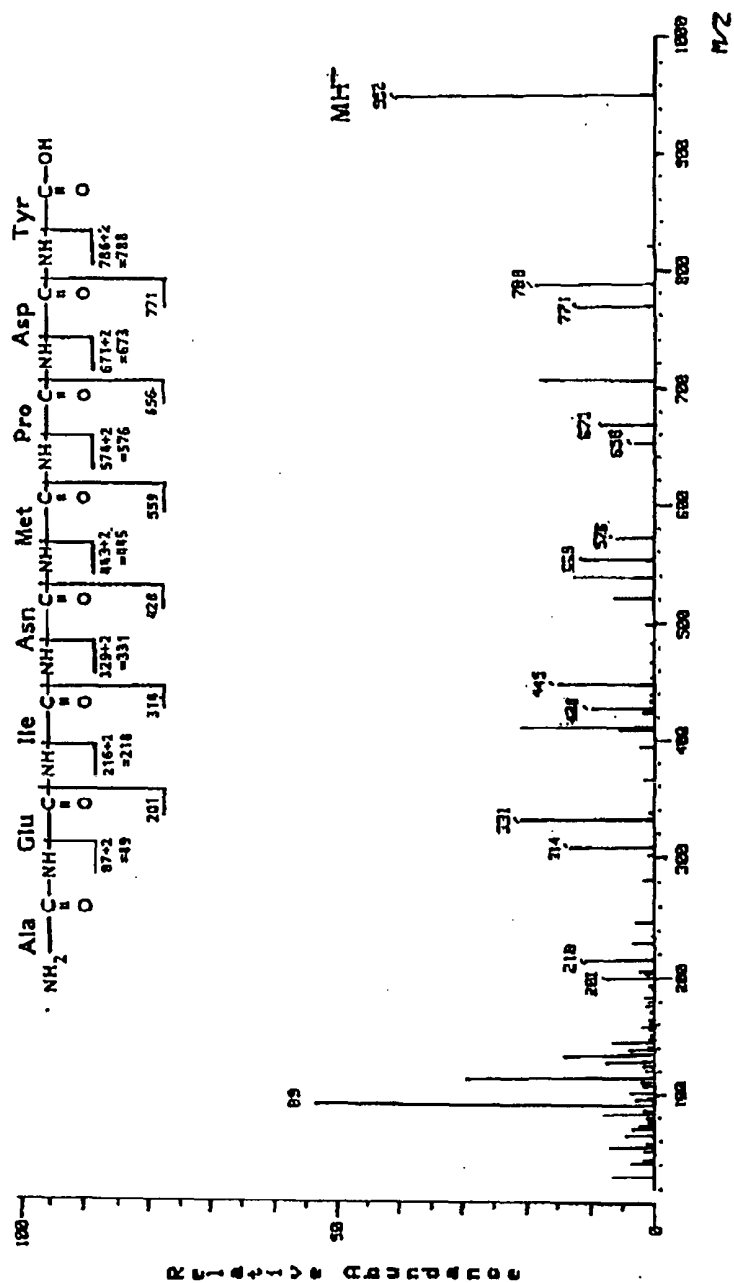 Ala Glu Ile Asn Met Pro Asp Tyr
NH2 C NH C NH C NH C NH C NH C NH C NH C OH
O O O O O O O O
87+2 216+2 329+2 443+2 574+2 671+2 786+2
=49 =218 =331 =445 =576 =673 =788
201 314 428 559 656 771
Relative Abundance
100
50
0
89
201
218
314
331
428
445
559
576
656
671
771
788
952
MH+
100 200 300 400 500 600 700 800 900 1000
M/Z